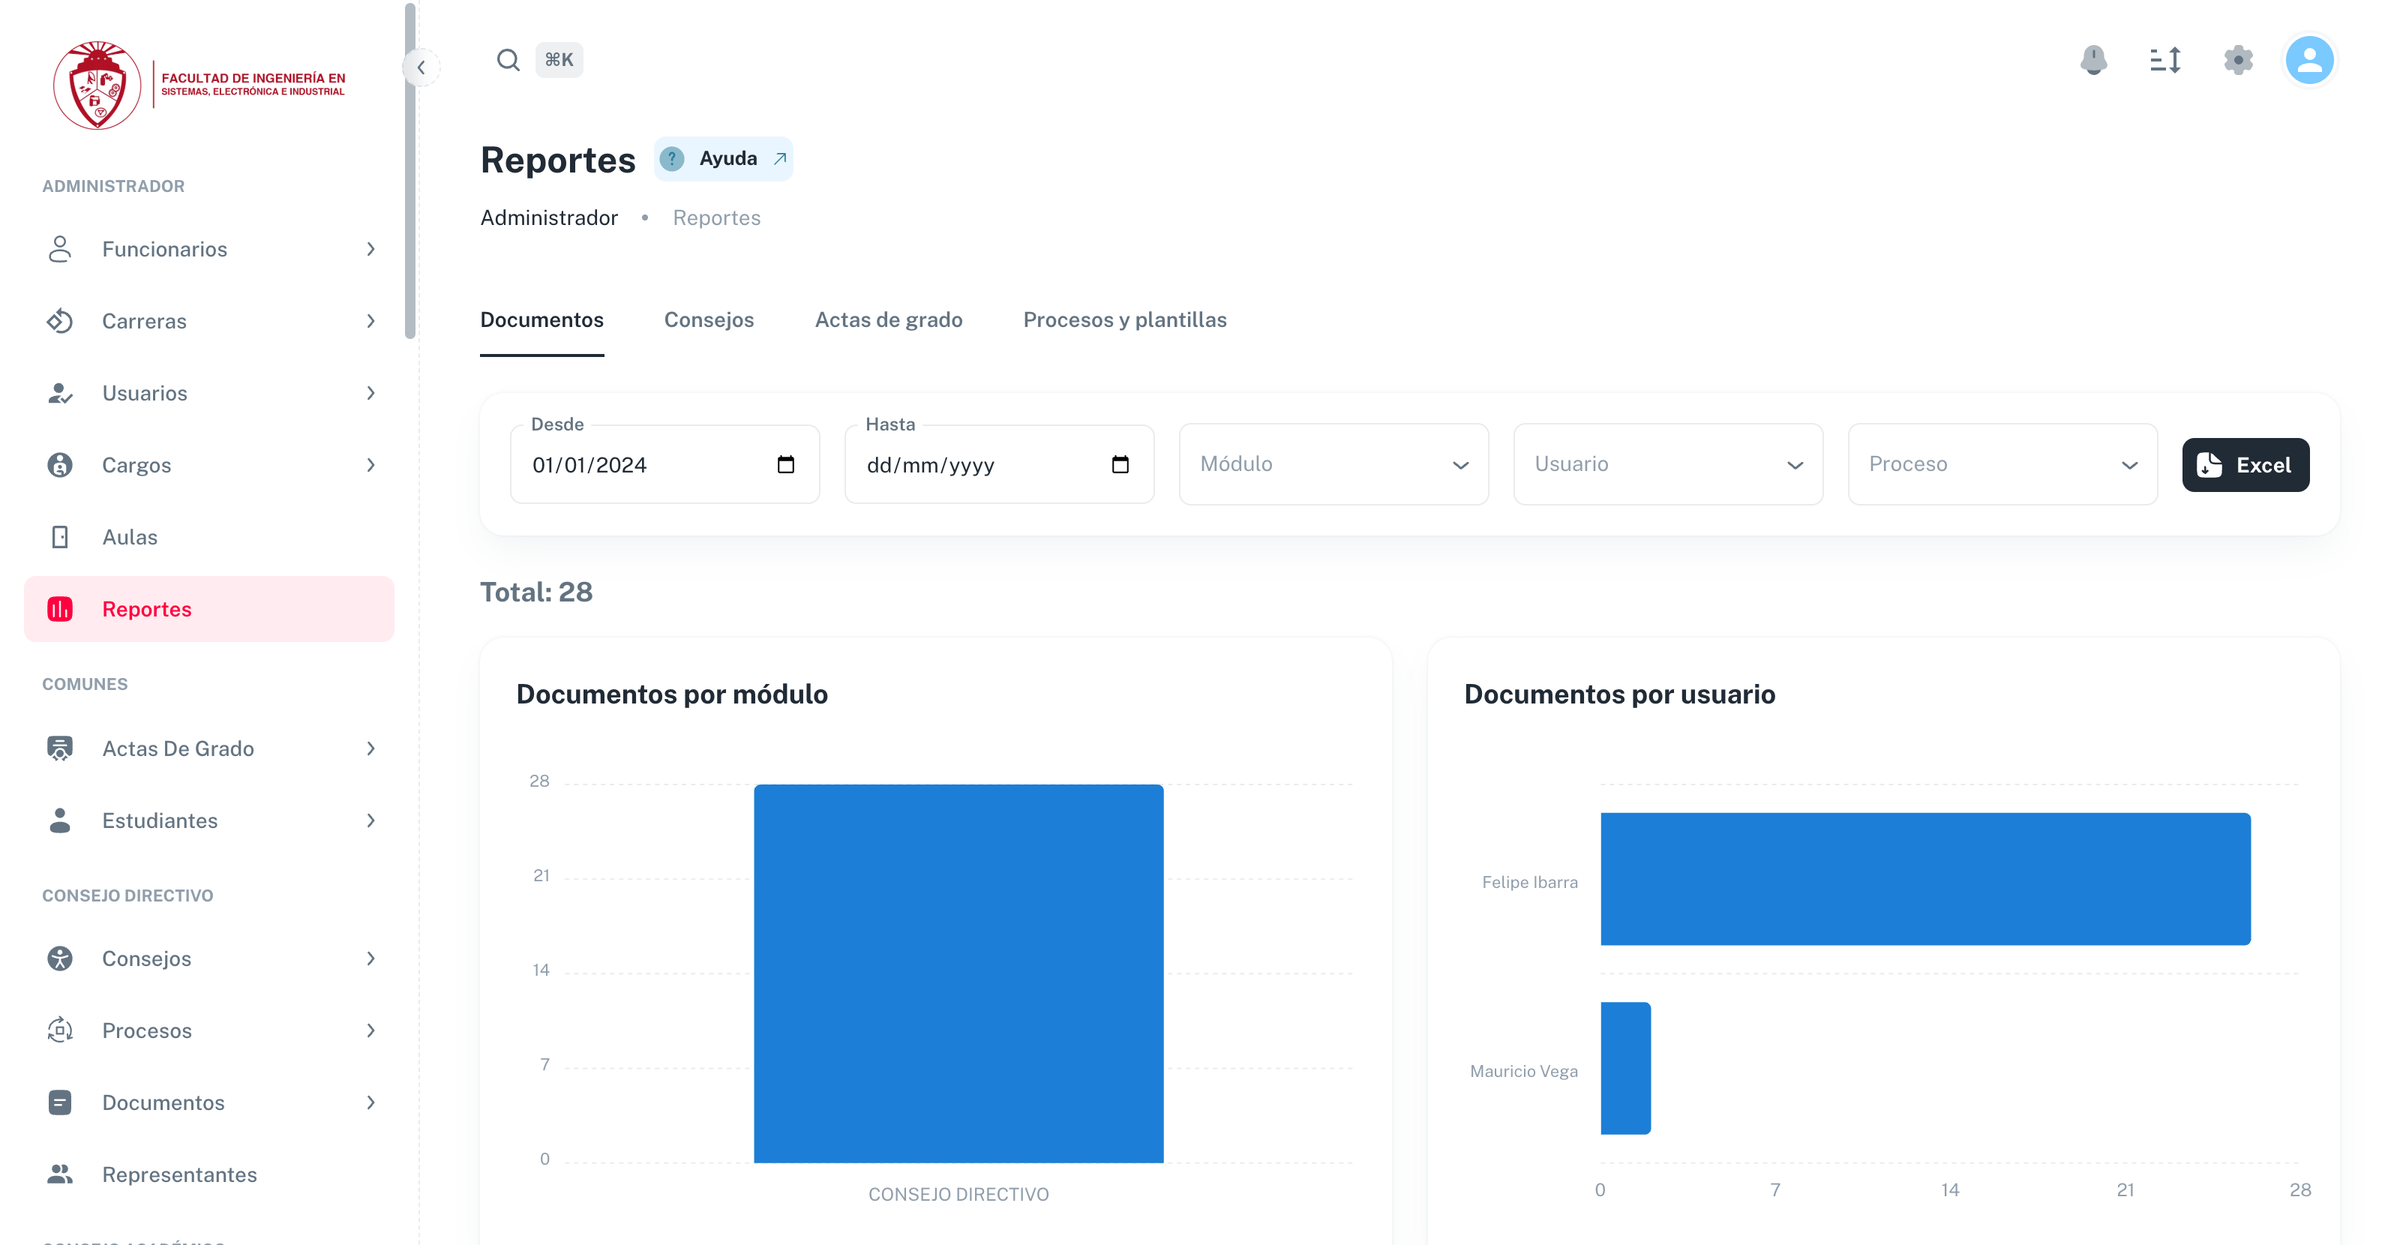 FACULTAD DE INGENIERÍA EN
SISTEMAS, ELECTRÓNICA E INDUSTRIAL
ADMINISTRADOR
Funcionarios
Carreras
Usuarios
Cargos
Aulas
Reportes
COMUNES
Actas De Grado
Estudiantes
CONSEJO DIRECTIVO
Consejos
Procesos
Documentos
Representantes
CONSEJO ACADÉMICO
⌘K
Reportes
? Ayuda
Administrador • Reportes
Documentos Consejos Actas de grado Procesos y plantillas
Desde Hasta
01/01/2024 dd/mm/yyyy Módulo Usuario Proceso Excel
Total: 28
Documentos por módulo
28
21
14
7
0
CONSEJO DIRECTIVO
Documentos por usuario
Felipe Ibarra
Mauricio Vega
0 7 14 21 28